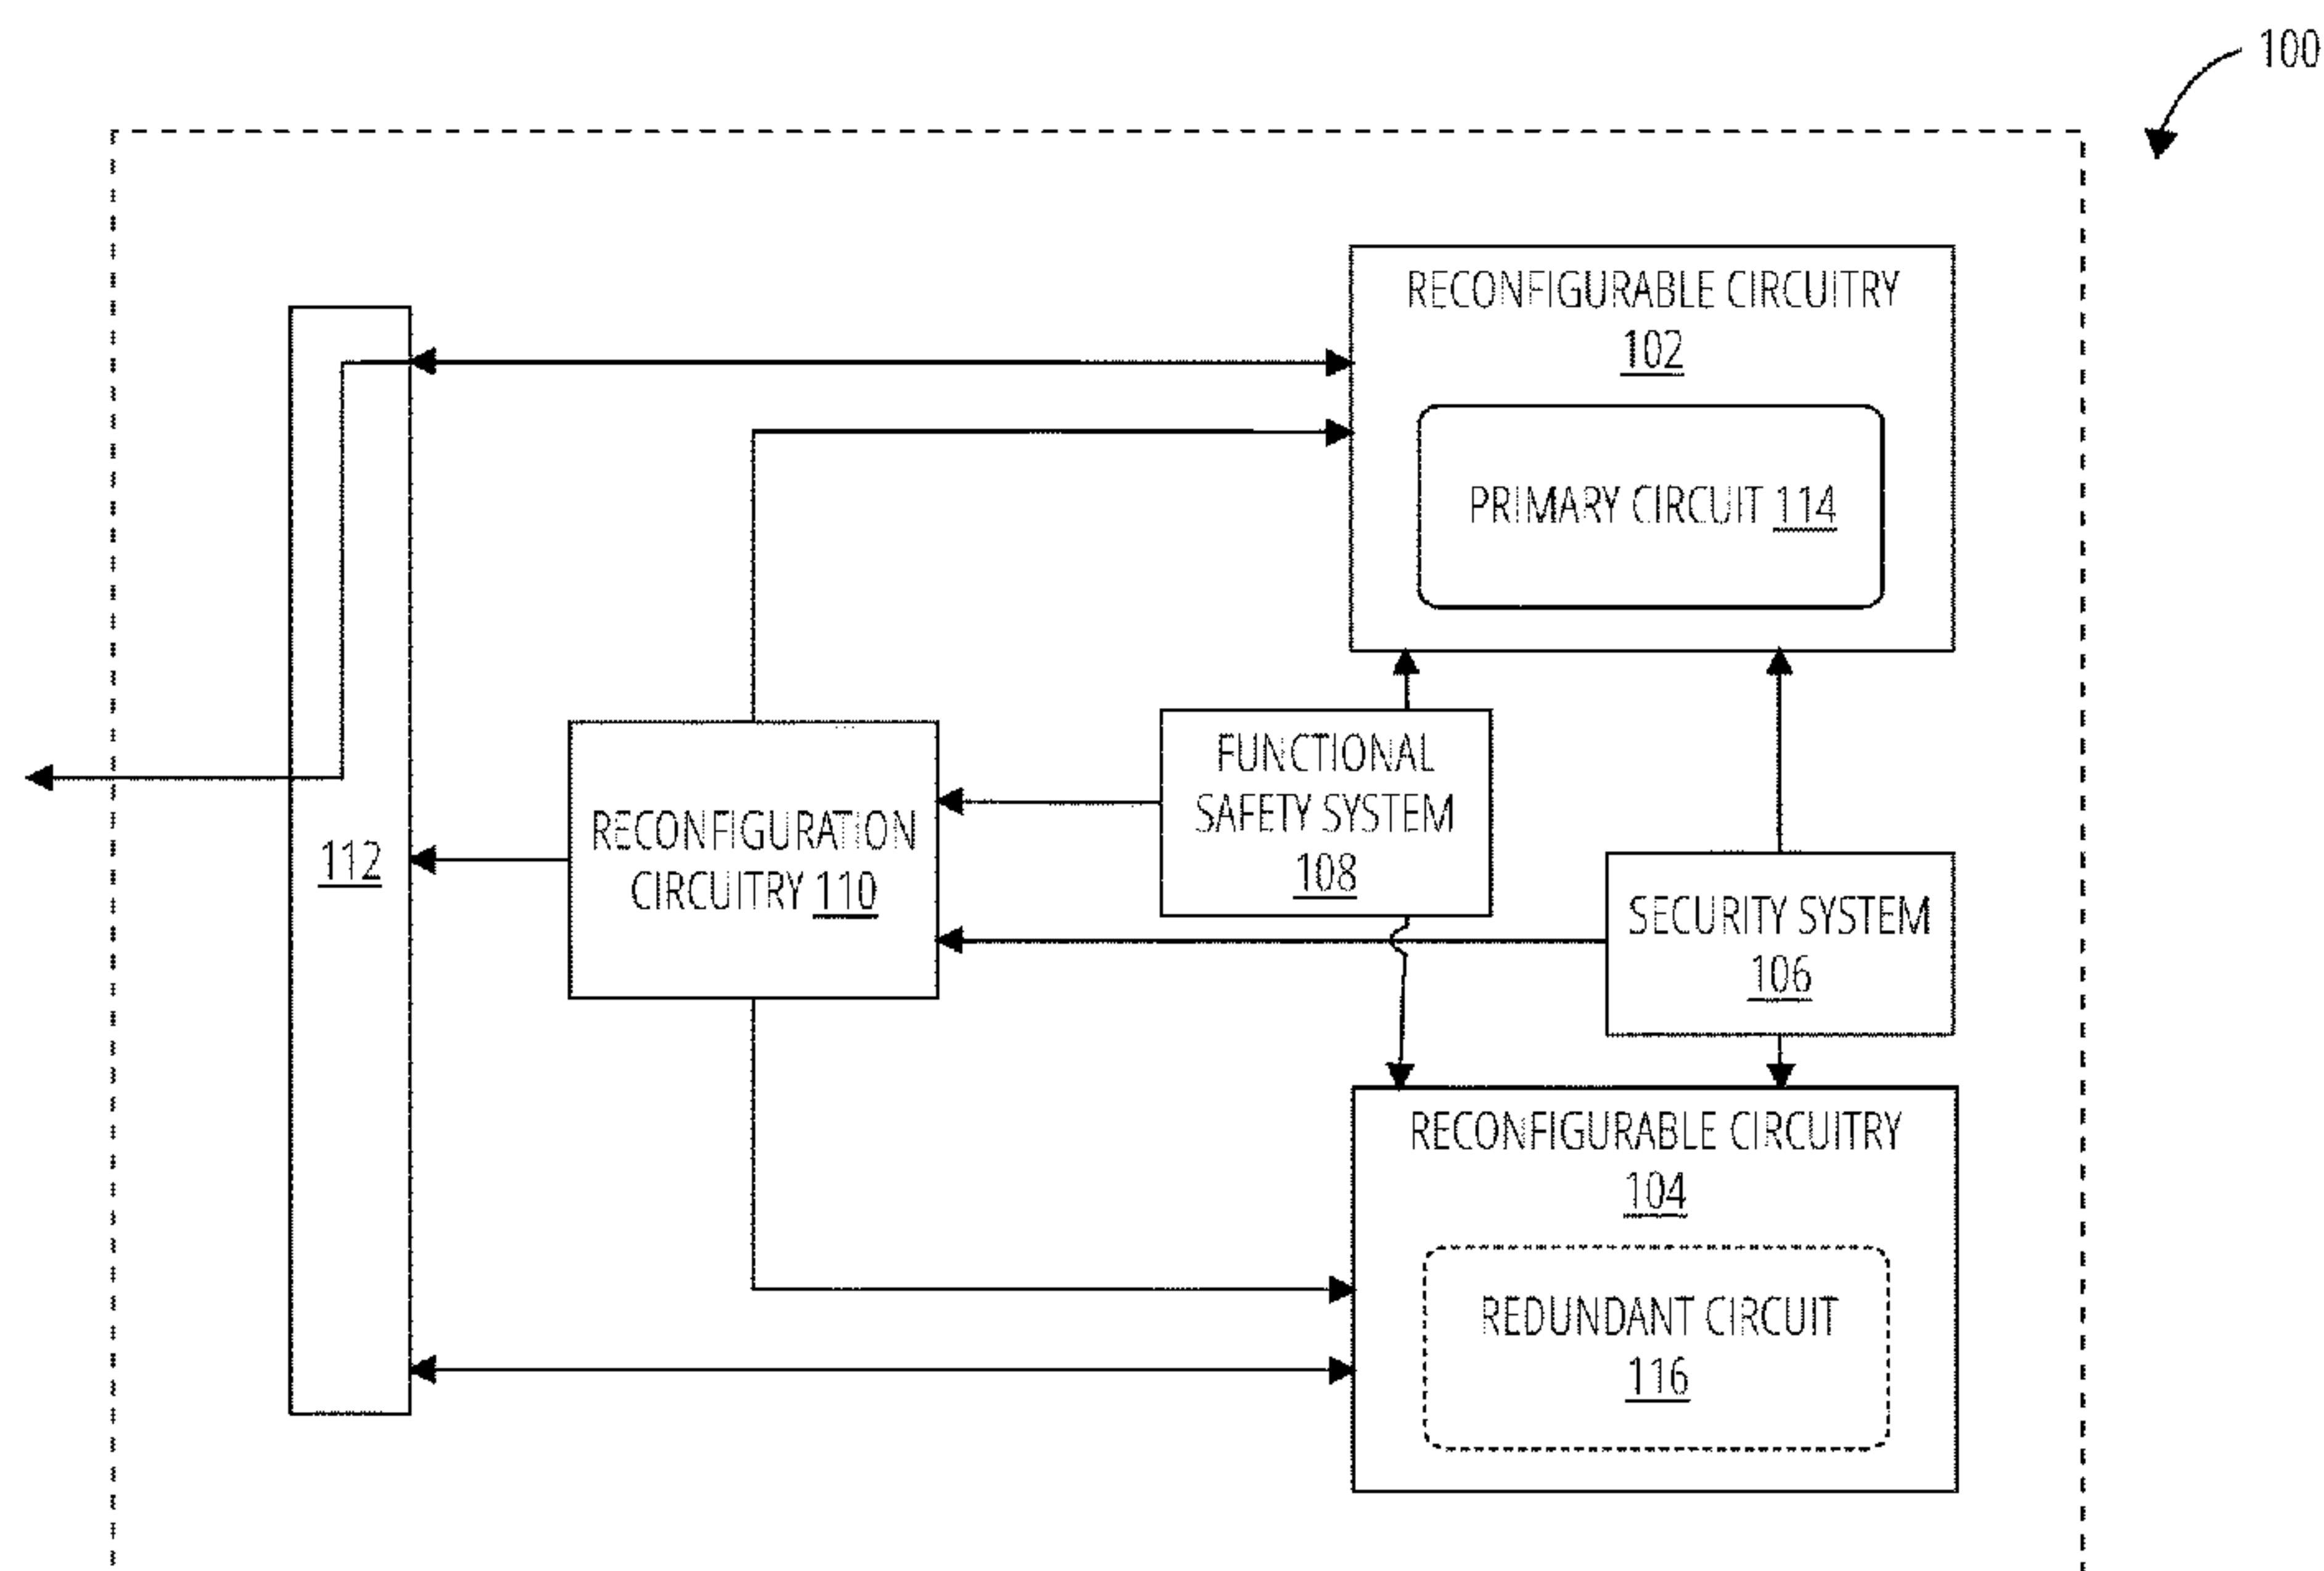 100
RECONFIGURABLE CIRCUITRY
102
PRIMARY CIRCUIT 114
FUNCTIONAL
SAFETY SYSTEM
108
RECONFIGURATION
CIRCUITRY 110
112
SECURITY SYSTEM
106
RECONFIGURABLE CIRCUITRY
104
REDUNDANT CIRCUIT
116